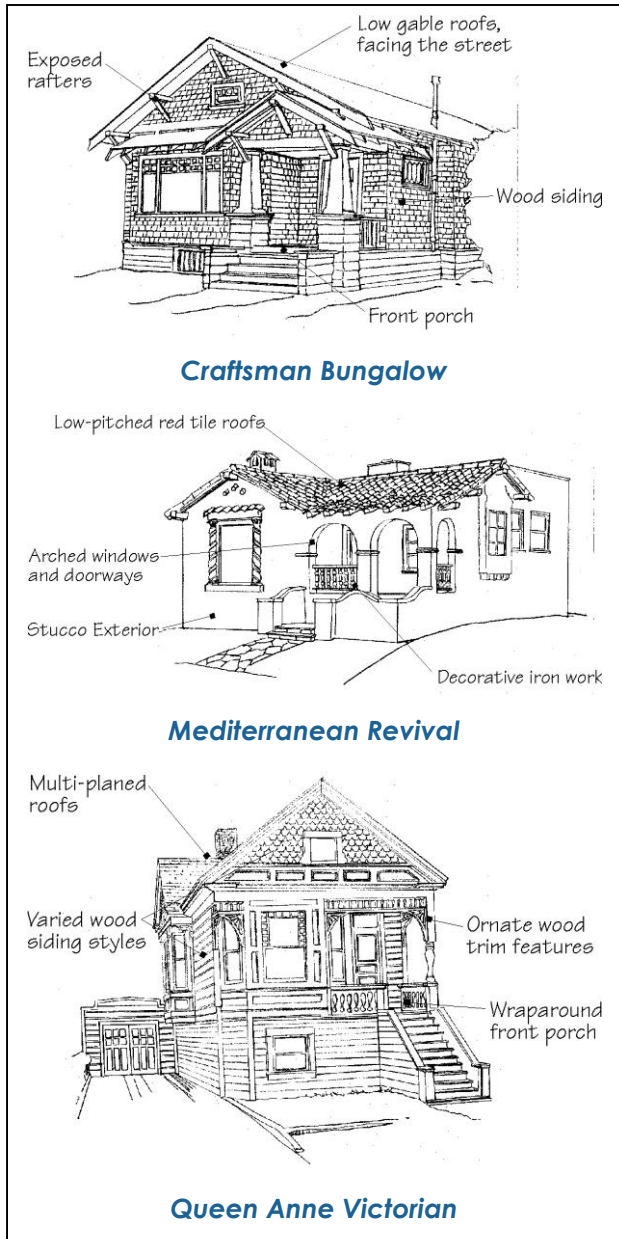 Low gable roofs,
facing the street
Exposed
rafters
Wood siding
Front porch
Craftsman Bungalow
Low-pitched red tile roofs
Arched windows
and doorways
Stucco Exterior
Decorative iron work
Mediterranean Revival
Multi-planed
roofs
Varied wood
siding styles
Ornate wood
trim features
Wraparound
front porch
Queen Anne Victorian